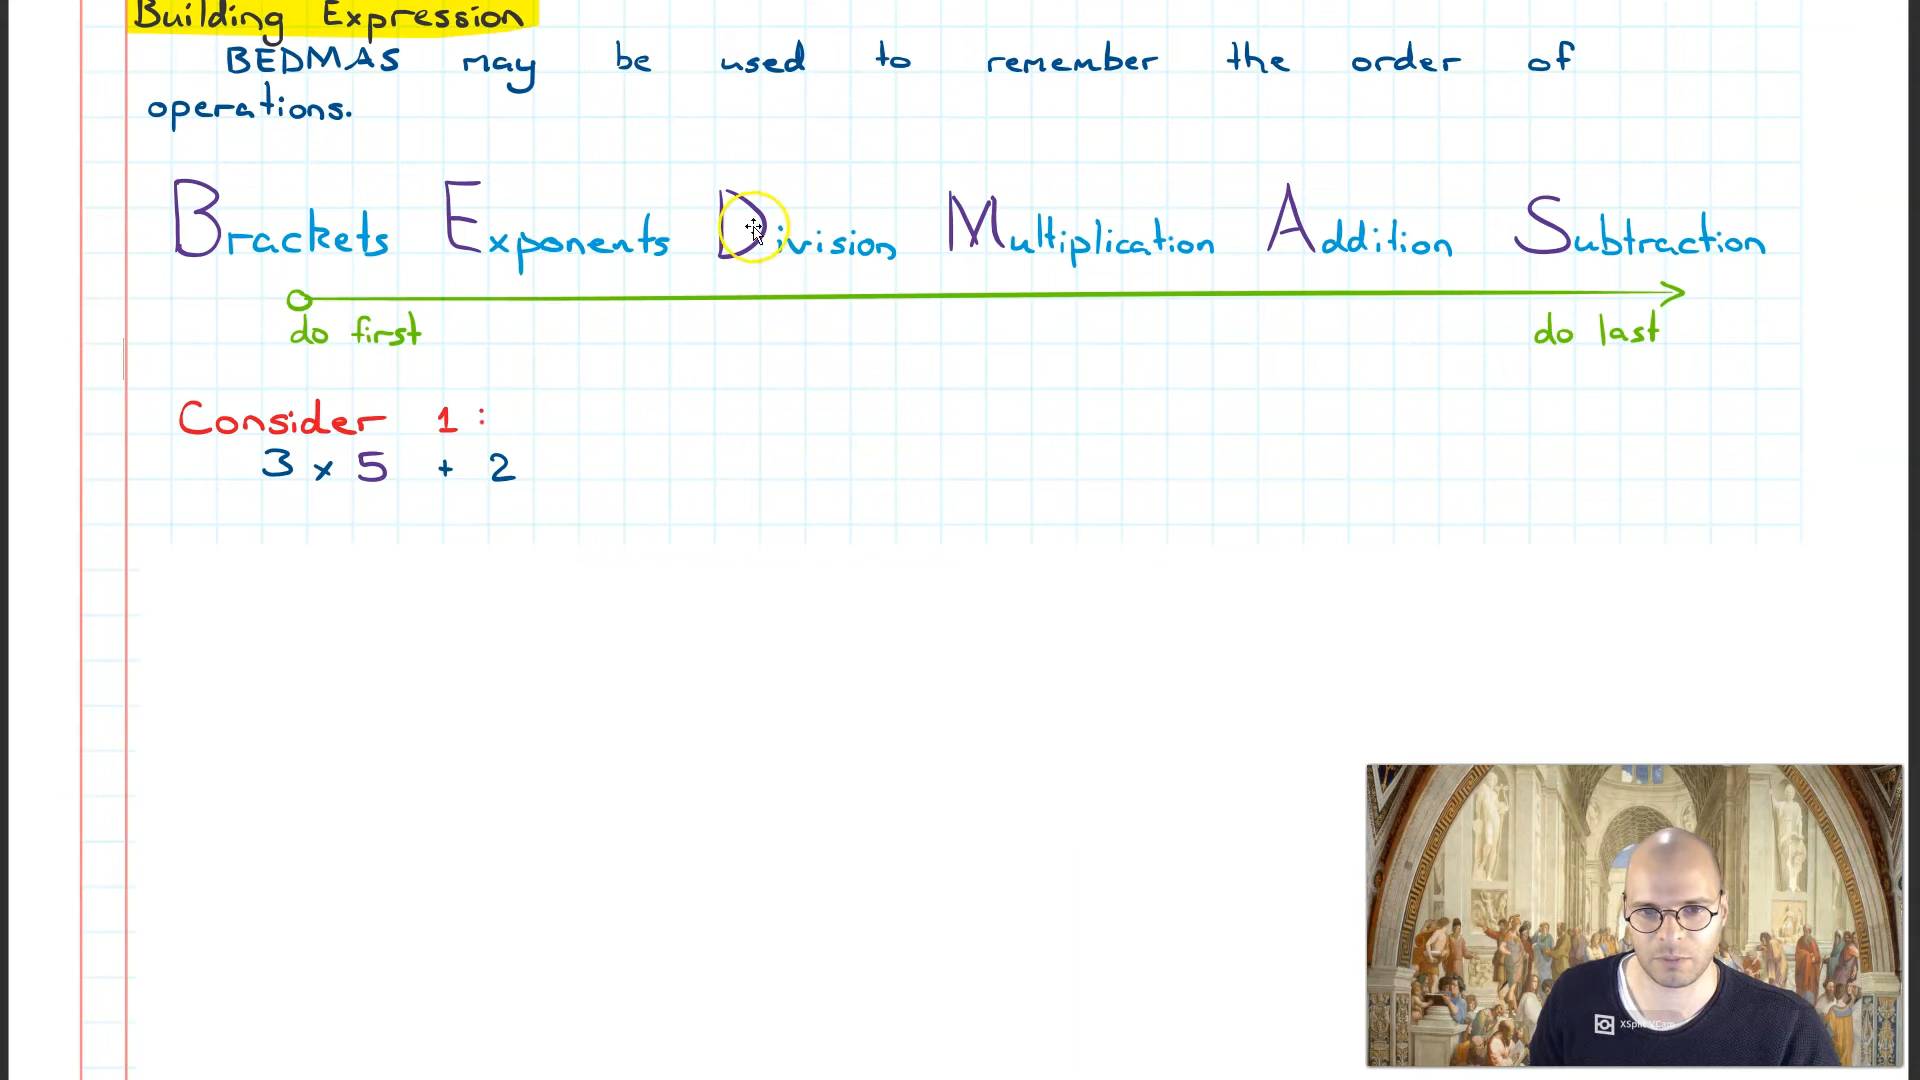 Building Expression
BEDMAS may be used to remember the order of
operations.
Brackets Exponents Division Multiplication Addition Subtraction
do first do last
Consider 1:
3 x 5 + 2